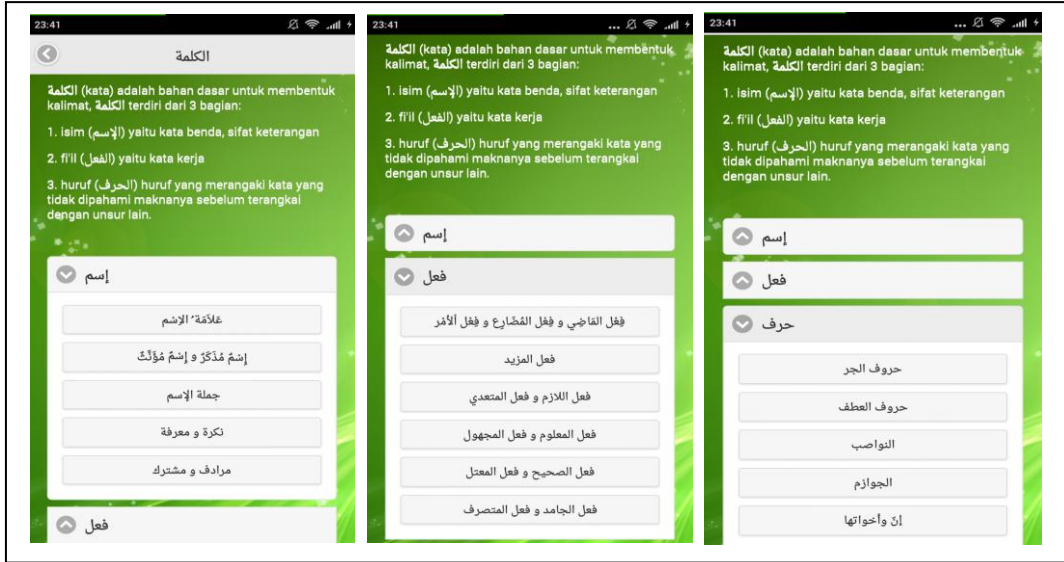 23:41
الكلمة
الكلمة (kata) adalah bahan dasar untuk membentuk
kalimat, الكلمة terdiri dari 3 bagian:
1. isim (الإسم) yaitu kata benda, sifat keterangan
2. fi'il (الفعل) yaitu kata kerja
3. huruf (الحرف) huruf yang merangaki kata yang
tidak dipahami maknanya sebelum terangkai
dengan unsur lain.
إسم
عَلاَمَة' الإسْم
إِسْمٌ مُذَكَرٌ و إِسْمٌ مُؤَنَّثٌ
جملة الإسم
نكرة و معرفة
مرادف و مشترك
فعل
23:41
...
الكلمة (kata) adalah bahan dasar untuk membentuk
kalimat, الكلمة terdiri dari 3 bagian:
1. isim (الإسم) yaitu kata benda, sifat keterangan
2. fi'il (الفعل) yaitu kata kerja
3. huruf (الحرف) huruf yang merangaki kata yang
tidak dipahami maknanya sebelum terangkai
dengan unsur lain.
إسم
فعل
فِعْل المَاضِي و فِعْل المُضَارِع و فِعْل ألأمْر
فعل المزيد
فعل اللازم و فعل المتعدي
فعل المعلوم و فعل المجهول
فعل الصحيح و فعل المعتل
فعل الجامد و فعل المتصرف
23:41
...
الكلمة (kata) adalah bahan dasar untuk membentuk
kalimat, الكلمة terdiri dari 3 bagian:
1. isim (الإسم) yaitu kata benda, sifat keterangan
2. fi'il (الفعل) yaitu kata kerja
3. huruf (الحرف) huruf yang merangaki kata yang
tidak dipahami maknanya sebelum terangkai
dengan unsur lain.
إسم
فعل
حرف
حروف الجر
حروف العطف
النواصب
الجوازم
إنّ وأخواتها